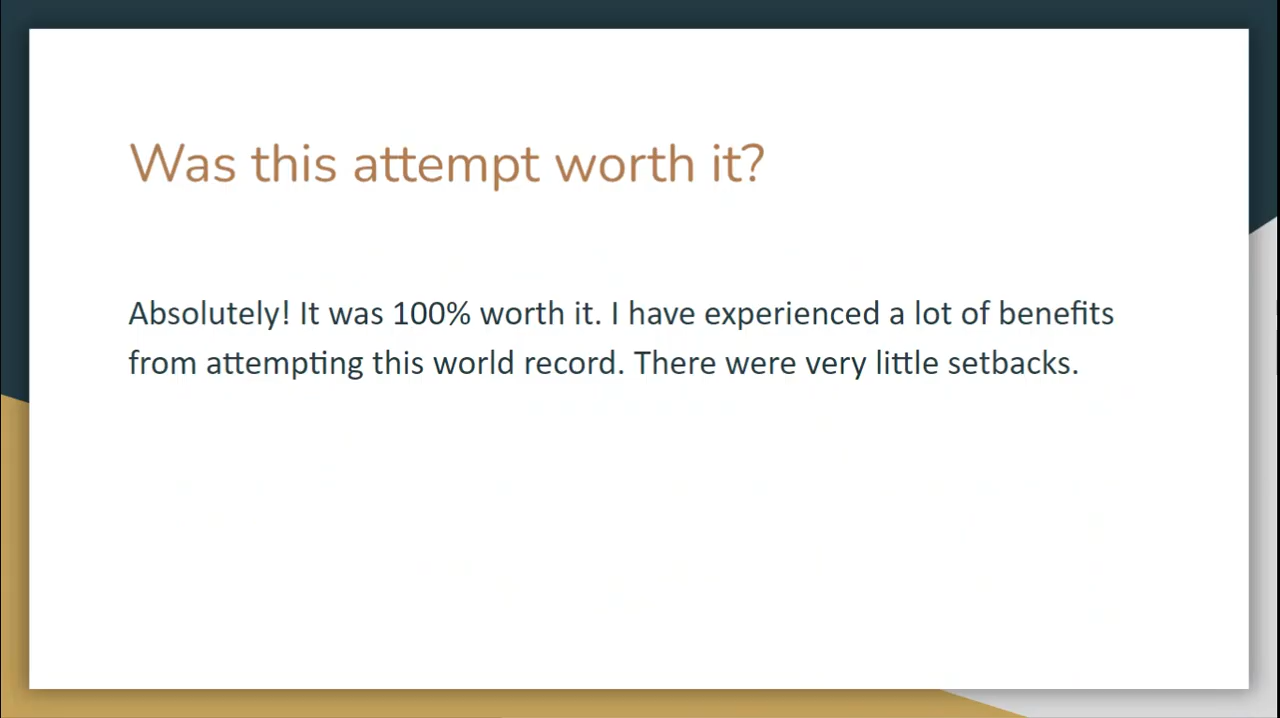 Was this attempt worth it?
Absolutely! It was 100% worth it. I have experienced a lot of benefits
from attempting this world record. There were very little setbacks.